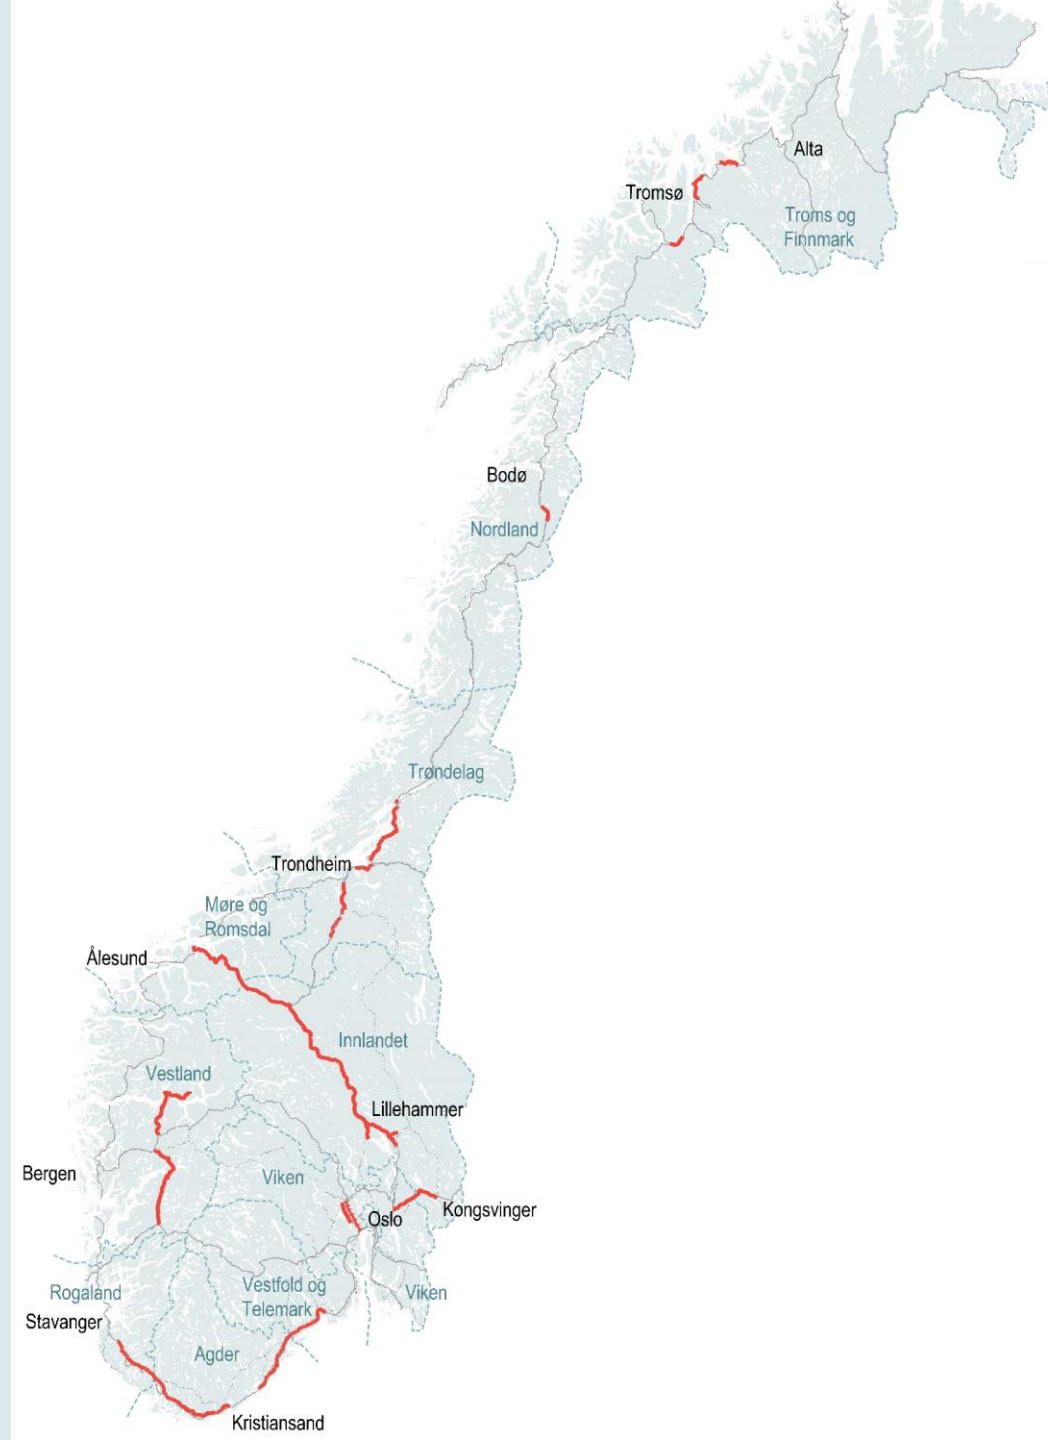 Alta
Tromsø
Troms og
Finnmark
Bodø
Nordland
Trøndelag
Trondheim
Møre og
Romsdal
Ålesund
Innlandet
Vestland
Lillehammer
Bergen
Viken
Kongsvinger
Oslo
Rogaland
Vestfold og
Telemark
Viken
Stavanger
Agder
Kristiansand